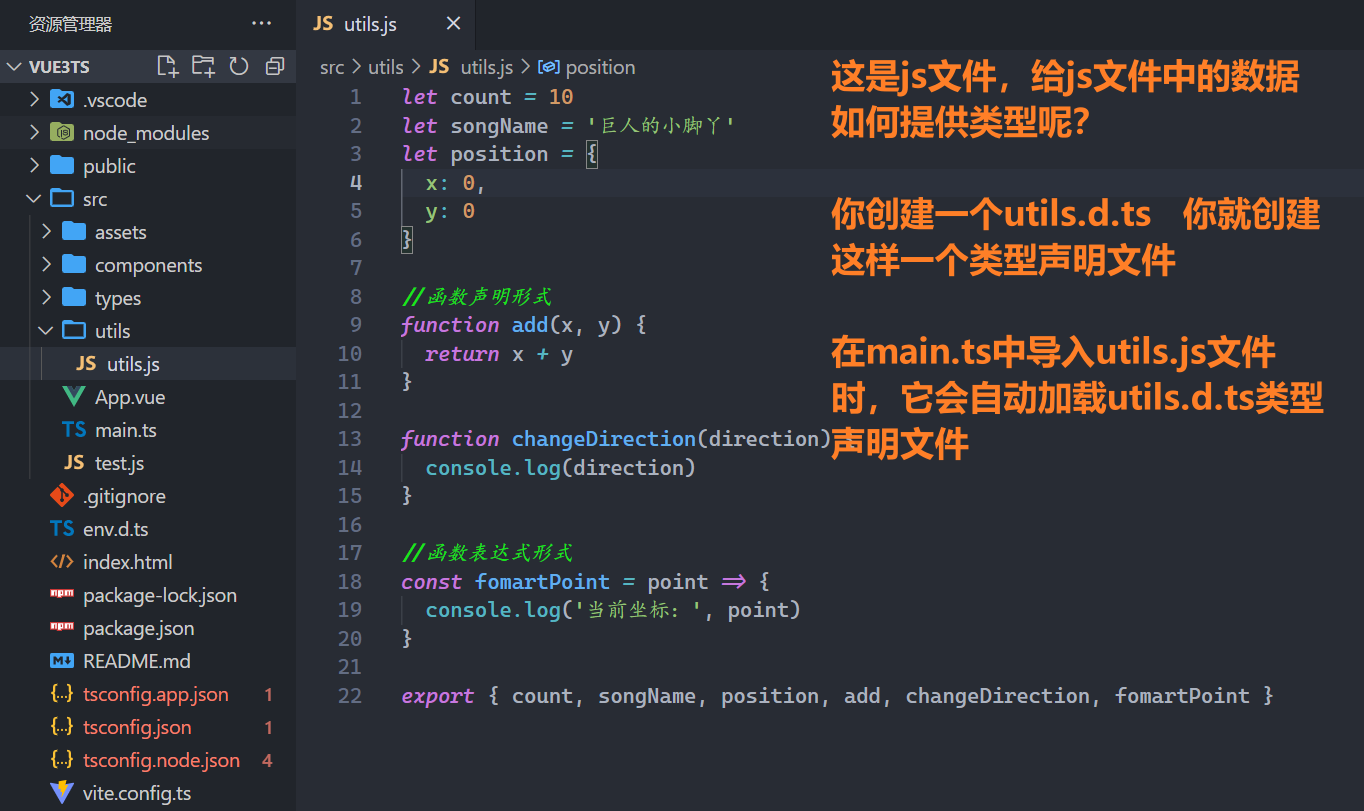 资源管理器
···
VUE3TS
.vscode
node_modules
public
src
assets
components
types
utils
JS utils.js
App.vue
TS main.ts
JS test.js
.gitignore
TS env.d.ts
index.html
npm package-lock.json
npm package.json
M README.md
{..} tsconfig.app.json 1
{..} tsconfig.json 1
{..} tsconfig.node.json 4
vite.config.ts
JS utils.js
src > utils > JS utils.js > position
1 let count = 10
2 let songName = '巨人的小脚丫'
3 let position = {
4 x: 0,
5 y: 0
6 }
7
8 //函数声明形式
9 function add(x, y) {
10 return x + y
11 }
12
13 function changeDirection(direction)
14 console.log(direction)
15 }
16
17 //函数表达式形式
18 const fomartPoint = point => {
19 console.log('当前坐标：', point)
20 }
21
22 export { count, songName, position, add, changeDirection, fomartPoint }
这是js文件，给js文件中的数据
如何提供类型呢？
你创建一个utils.d.ts 你就创建
这样一个类型声明文件
在main.ts中导入utils.js文件
时，它会自动加载utils.d.ts类型
声明文件